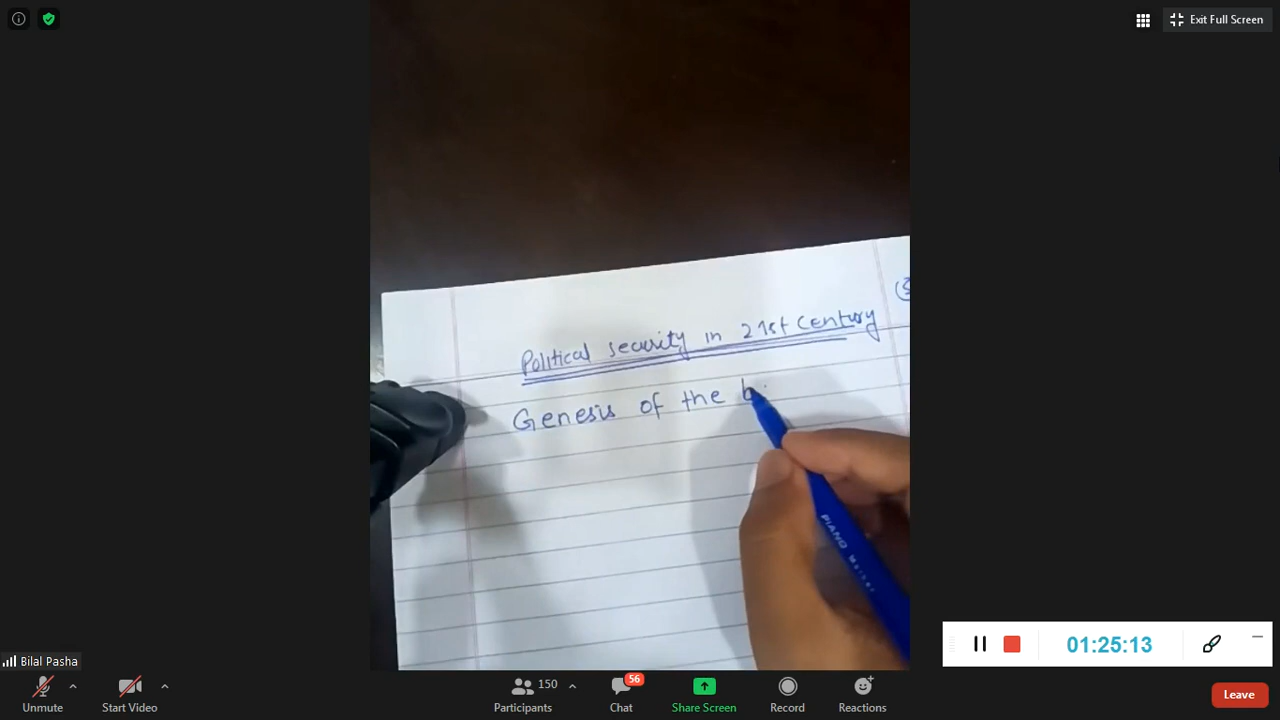 Exit Full Screen
Political security in 21st Century
Genesis of the
PIANO
01:25:13
Bilal Pasha
150
56
Unmute
Start Video
Participants
Chat
Share Screen
Record
Reactions
Leave